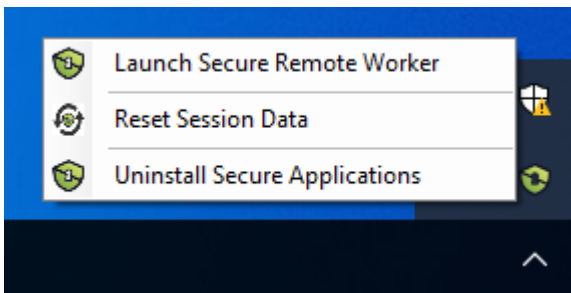 Launch Secure Remote Worker
Reset Session Data
Uninstall Secure Applications